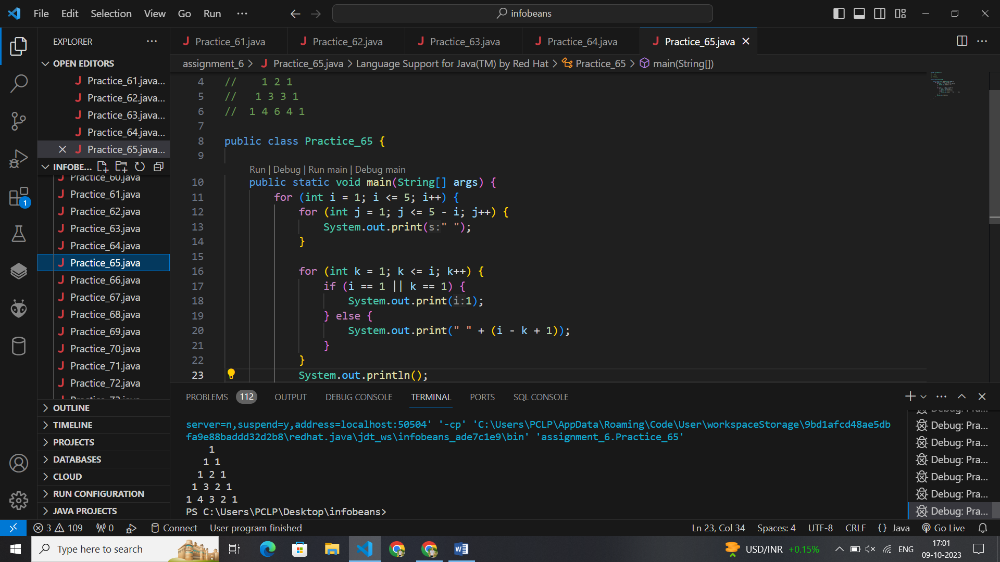 File Edit Selection View Go Run ···
infobeans
EXPLORER ···
OPEN EDITORS
Practice_61.java...
Practice_62.java...
Practice_63.java...
Practice_64.java...
Practice_65.java...
INFOBE...
Practice_60.java
Practice_61.java
Practice_62.java
Practice_63.java
Practice_64.java
Practice_65.java
Practice_66.java
Practice_67.java
Practice_68.java
Practice_69.java
Practice_70.java
Practice_71.java
Practice_72.java
1
OUTLINE
TIMELINE
PROJECTS
DATABASES
CLOUD
RUN CONFIGURATION
JAVA PROJECTS
Practice_61.java Practice_62.java Practice_63.java Practice_64.java Practice_65.java
assignment_6 > Practice_65.java > Language Support for Java(TM) by Red Hat > Practice_65 > main(String[])
4 //    1 2 1
5 //   1 3 3 1
6 //  1 4 6 4 1
7
8 public class Practice_65 {
9
Run | Debug | Run main | Debug main
10     public static void main(String[] args) {
11         for (int i = 1; i <= 5; i++) {
12             for (int j = 1; j <= 5 - i; j++) {
13                 System.out.print(s:" ");
14             }
15
16             for (int k = 1; k <= i; k++) {
17                 if (i == 1 || k == 1) {
18                     System.out.print(i:1);
19                 } else {
20                     System.out.print(" " + (i - k + 1));
21                 }
22             }
23             System.out.println();
PROBLEMS 112 OUTPUT DEBUG CONSOLE TERMINAL PORTS SQL CONSOLE
server=n,suspend=y,address=localhost:50504' '-cp' 'C:\Users\PCLP\AppData\Roaming\Code\User\workspaceStorage\9bd1afcd48ae5db
fa9e88baddd32d2b8\redhat.java\jdt_ws\infobeans_ade7c1e9\bin' 'assignment_6.Practice_65'
    1
   1 1
  1 2 1
 1 3 2 1
1 4 3 2 1
PS C:\Users\PCLP\Desktop\infobeans>
Debug: Pra...
Debug: Pra...
Debug: Pra...
Debug: Pra...
Debug: Pra...
Debug: Pra...
3 109 0 Connect User program finished Ln 23, Col 34 Spaces: 4 UTF-8 CRLF {} Java Go Live
Type here to search USD/INR +0.15% ENG 17:01
09-10-2023